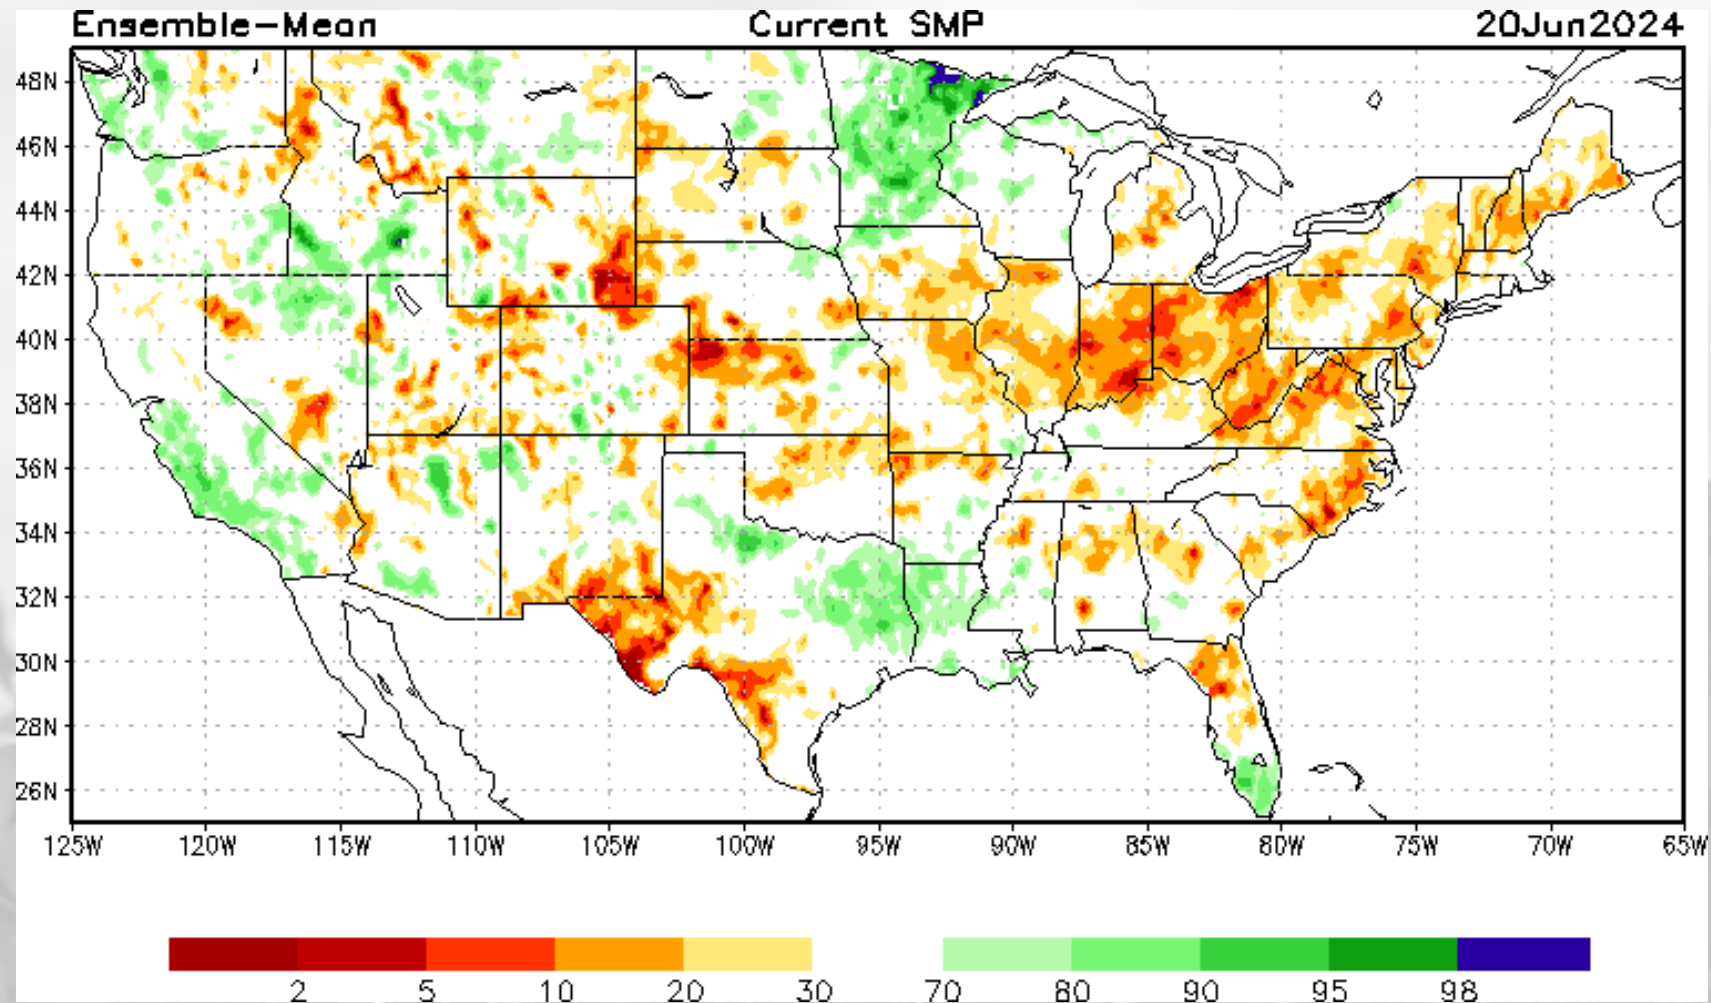 Ensemble-Mean Current SMP 20Jun2024
48N
46N
44N
42N
40N
38N
36N
34N
32N
30N
28N
26N
125W 120W 115W 110W 105W 100W 95W 90W 85W 80W 75W 70W 65W
2 5 10 20 30 70 80 90 95 98